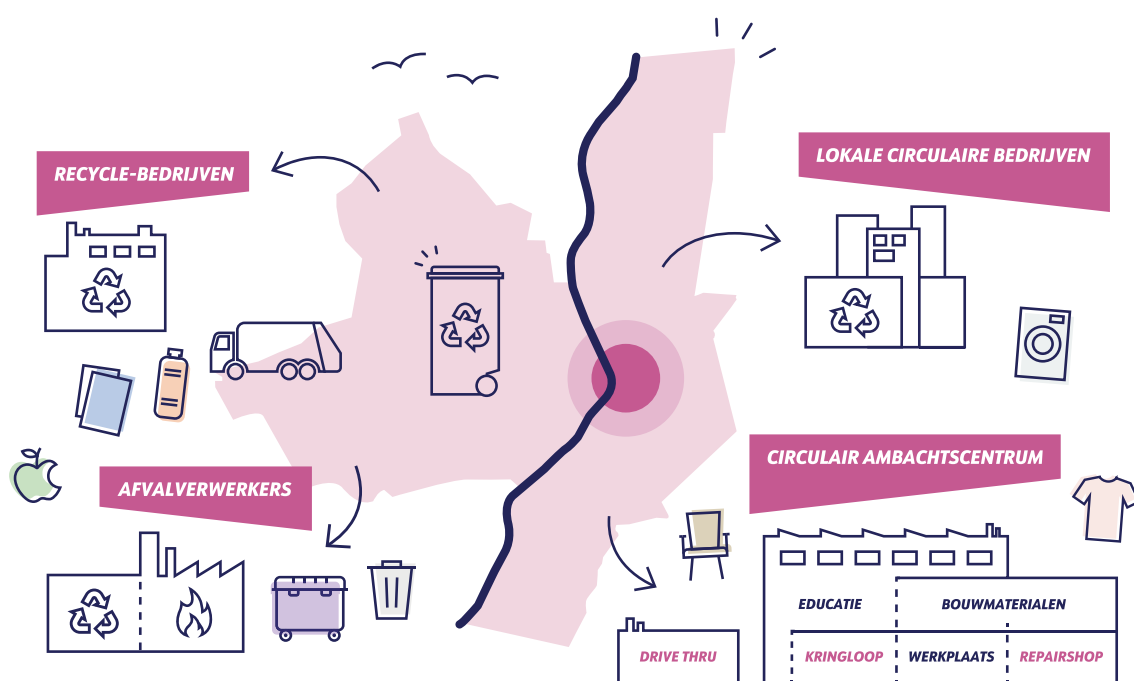 RECYCLE-BEDRIJVEN
LOKALE CIRCULAIRE BEDRIJVEN
AFVALVERWERKERS
CIRCULAIR AMBACHTSCENTRUM
EDUCATIE
BOUWMATERIALEN
DRIVE THRU
KRINGLOOP
WERKPLAATS
REPAIRSHOP